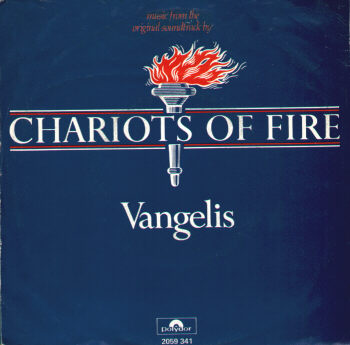 music from the
original soundtrack by
CHARIOTS OF FIRE
Vangelis
polydor
2059 341